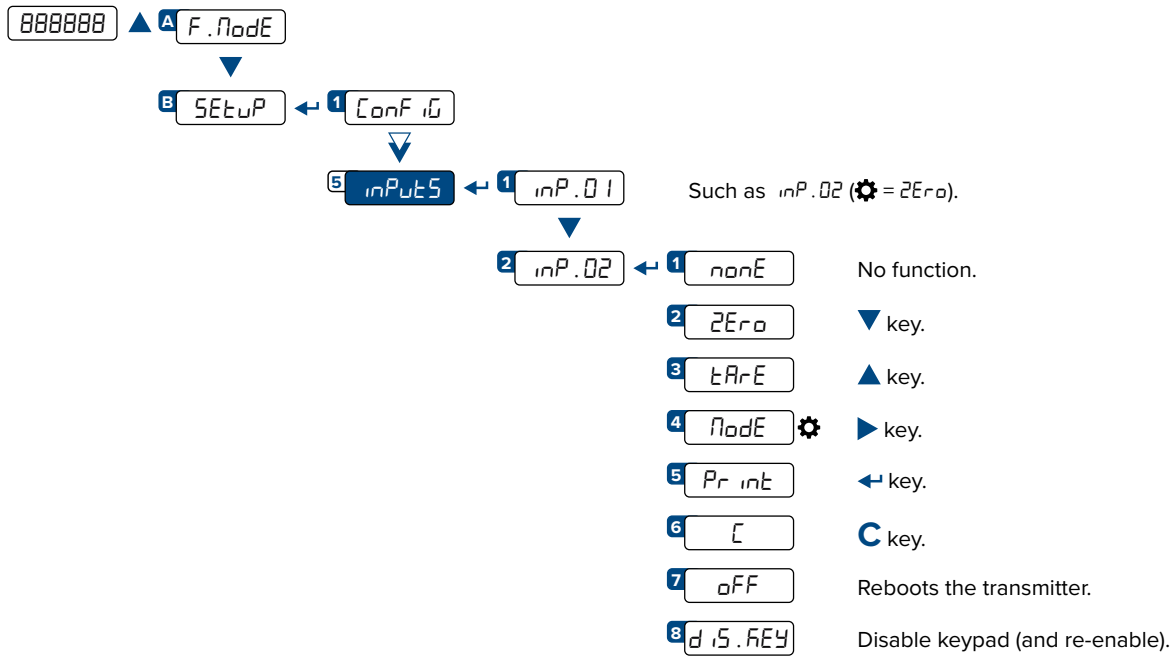 888888 A F.ModE
B SEtuP 1 ConFiG
5 inPutS 1 inP.01 Such as inP.02 ( = 2Ero).
2 inP.02 1 nonE No function.
2 2Ero key.
3 tArE key.
4 ModE key.
5 Print key.
6 C C key.
7 oFF Reboots the transmitter.
8 diS.KEY Disable keypad (and re-enable).